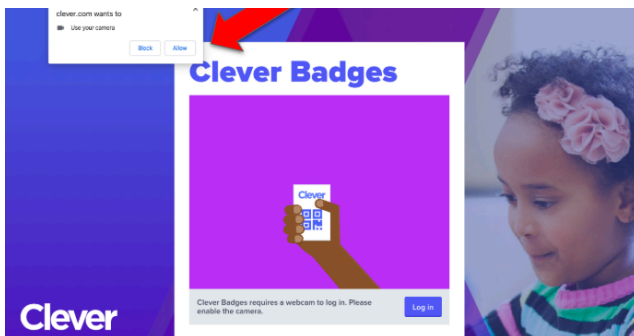 clever.com wants to
Use your camera
Block
Allow
Clever Badges
Clever
Clever Badges requires a webcam to log in. Please
enable the camera.
Log in
Clever